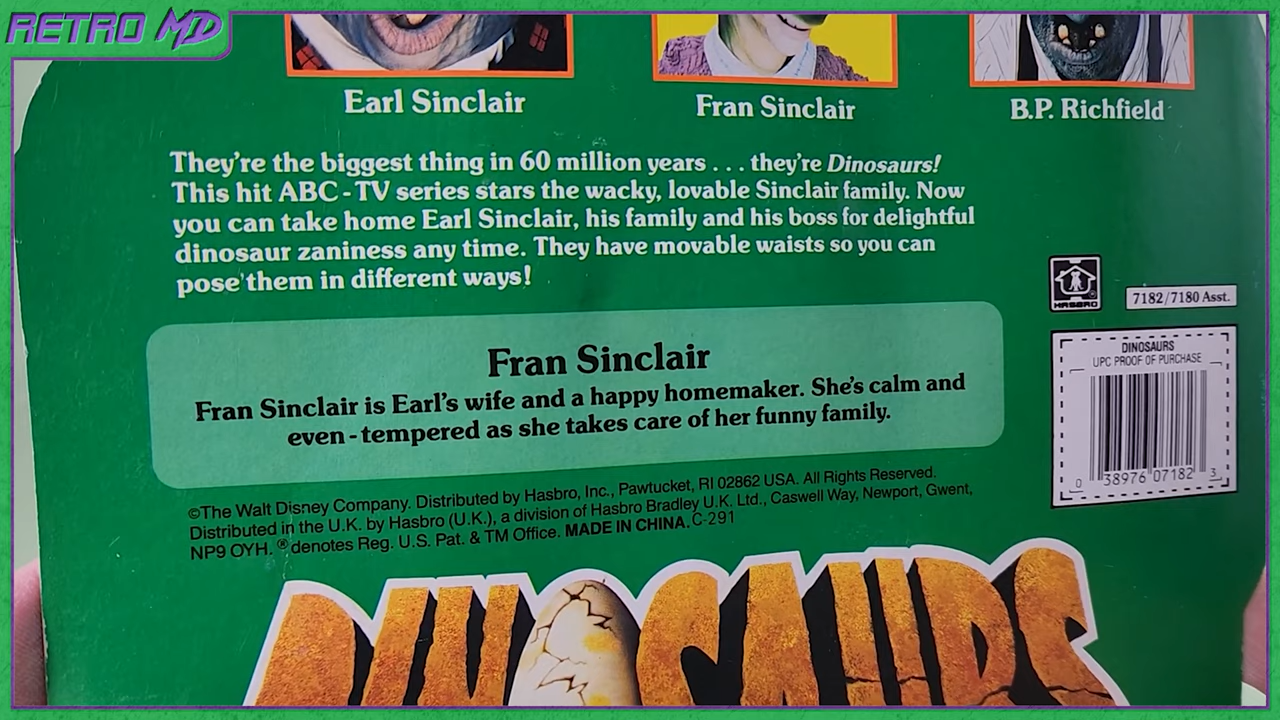 RETRO MD
Earl Sinclair
Fran Sinclair
B.P. Richfield
They're the biggest thing in 60 million years . . . they're Dinosaurs!
This hit ABC-TV series stars the wacky, lovable Sinclair family. Now
you can take home Earl Sinclair, his family and his boss for delightful
dinosaur zaniness any time. They have movable waists so you can
pose them in different ways!
HASBRO
®
7182/7180 Asst.
DINOSAURS
UPC PROOF OF PURCHASE
0 38976 07182 3
Fran Sinclair
Fran Sinclair is Earl's wife and a happy homemaker. She's calm and
even-tempered as she takes care of her funny family.
©The Walt Disney Company. Distributed by Hasbro, Inc., Pawtucket, RI 02862 USA. All Rights Reserved.
Distributed in the U.K. by Hasbro (U.K.), a division of Hasbro Bradley U.K. Ltd., Caswell Way, Newport, Gwent,
NP9 OYH. ® denotes Reg. U.S. Pat. & TM Office. MADE IN CHINA. C-291
DINOSAURS